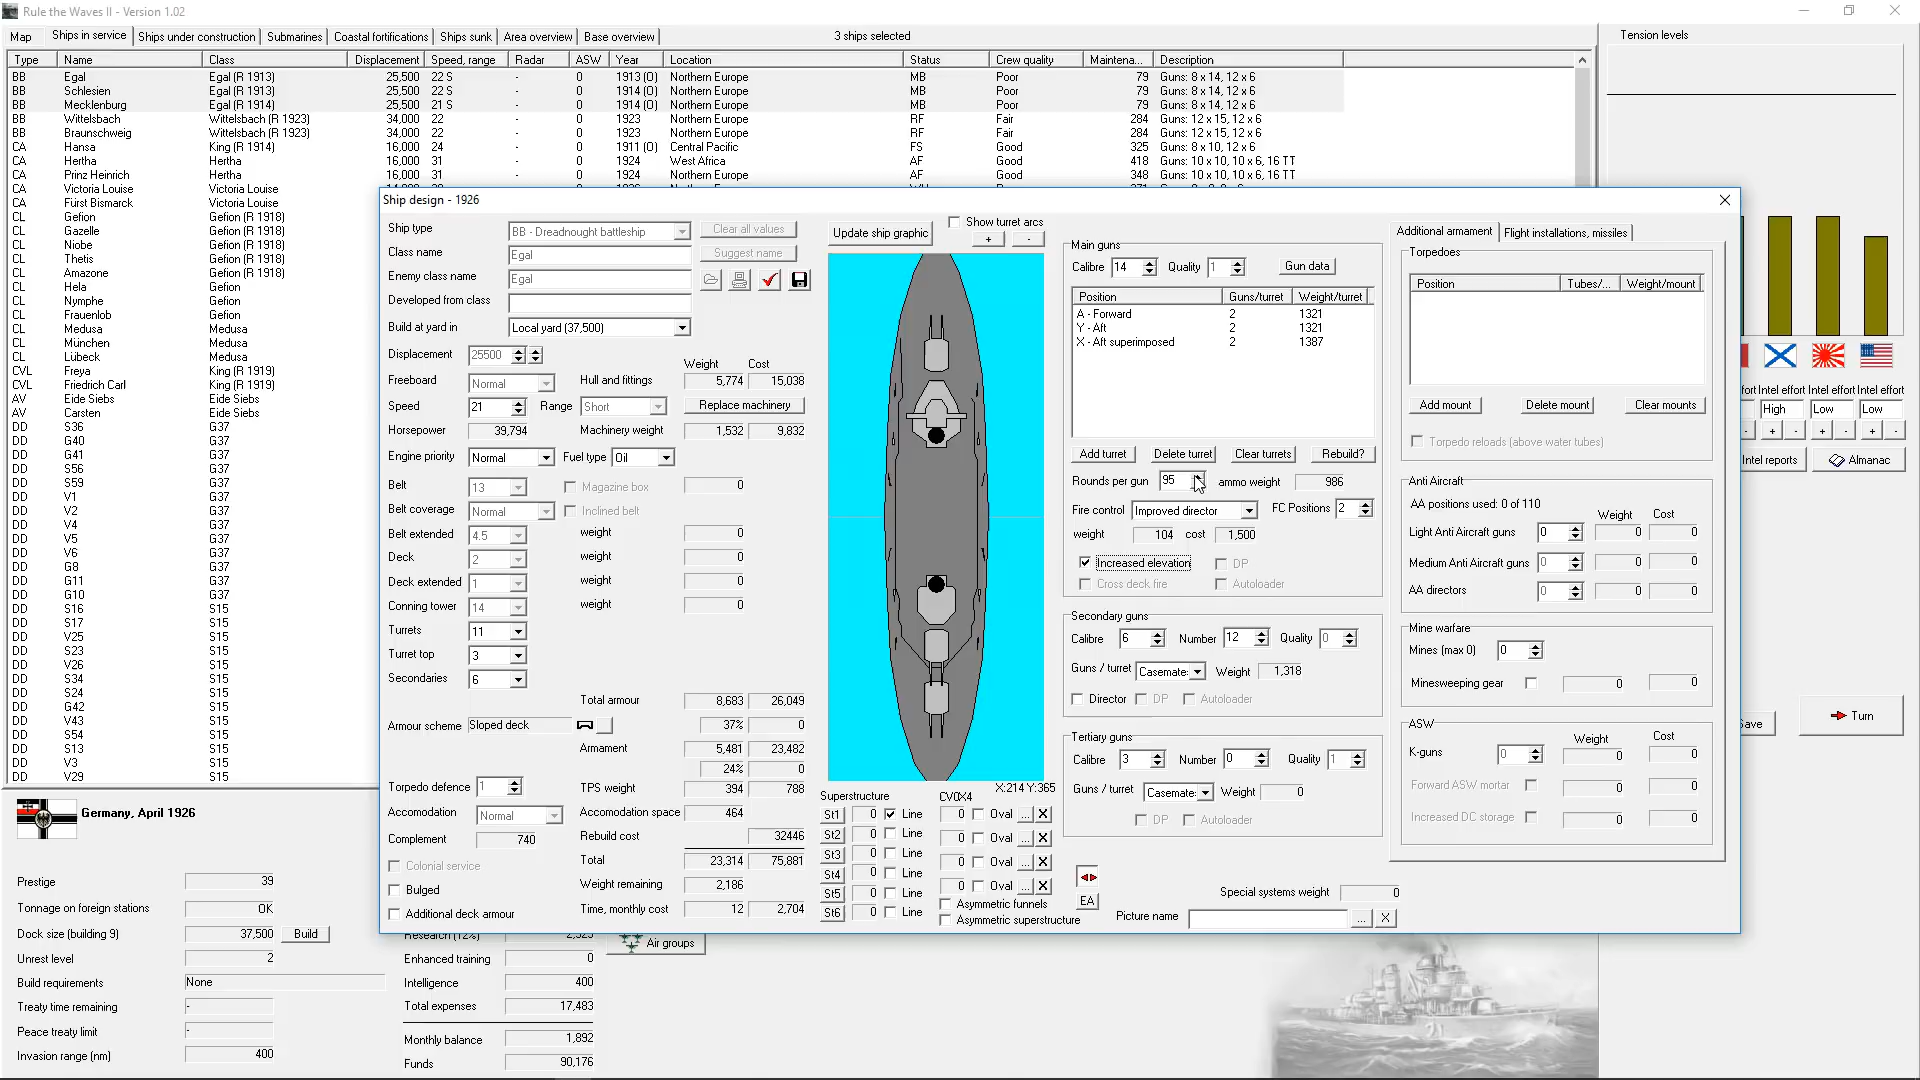 Rule the Waves II - Version 1.02
Map Ships in service Ships under construction Submarines Coastal fortifications Ships sunk Area overview Base overview 3 ships selected Tension levels
Type Name Class Displacement Speed, range Radar ASW Year Location Status Crew quality Maintena... Description
BB Egal Egal (R 1913) 25,500 22 S - 0 1913 (O) Northern Europe MB Poor 79 Guns: 8 x 14, 12 x 6
BB Schlesien Egal (R 1913) 25,500 22 S - 0 1914 (O) Northern Europe MB Poor 79 Guns: 8 x 14, 12 x 6
BB Mecklenburg Egal (R 1914) 25,500 21 S - 0 1914 (O) Northern Europe MB Poor 79 Guns: 8 x 14, 12 x 6
BB Wittelsbach Wittelsbach (R 1923) 34,000 22 - 0 1923 Northern Europe RF Fair 284 Guns: 12 x 15, 12 x 6
BB Braunschweig Wittelsbach (R 1923) 34,000 22 - 0 1923 Northern Europe RF Fair 284 Guns: 12 x 15, 12 x 6
CA Hansa King (R 1914) 16,000 24 - 0 1911 (O) Central Pacific FS Good 325 Guns: 8 x 10, 12 x 6
CA Hertha Hertha 16,000 31 - 0 1924 West Africa AF Good 418 Guns: 10 x 10, 10 x 6, 16 TT
CA Prinz Heinrich Hertha 16,000 31 - 0 1924 Northern Europe AF Good 348 Guns: 10 x 10, 10 x 6, 16 TT
CA Victoria Louise Victoria Louise
CA Fürst Bismarck Victoria Louise
CL Gefion Gefion (R 1918)
CL Gazelle Gefion (R 1918)
CL Niobe Gefion (R 1918)
CL Thetis Gefion (R 1918)
CL Amazone Gefion (R 1918)
CL Hela Gefion
CL Nymphe Gefion
CL Frauenlob Gefion
CL Medusa Medusa
CL München Medusa
CL Lübeck Medusa
CVL Freya King (R 1919)
CVL Friedrich Carl King (R 1919)
AV Eide Siebs Eide Siebs
AV Carsten Eide Siebs
DD S36 G37
DD G40 G37
DD G41 G37
DD S56 G37
DD S59 G37
DD V1 G37
DD V2 G37
DD V4 G37
DD V5 G37
DD V6 G37
DD G8 G37
DD G11 G37
DD G10 G37
DD S16 S15
DD S17 S15
DD V25 S15
DD S23 S15
DD V26 S15
DD S34 S15
DD S24 S15
DD G42 S15
DD V43 S15
DD S54 S15
DD S13 S15
DD V3 S15
DD V29 S15
Ship design - 1926
Ship type BB - Dreadnought battleship Clear all values
Class name Egal Suggest name
Enemy class name Egal
Developed from class
Build at yard in Local yard (37,500)
Displacement 25500 Weight Cost
Freeboard Normal Hull and fittings 5,774 15,038
Speed 21 Range Short Replace machinery
Horsepower 39,794 Machinery weight 1,532 9,832
Engine priority Normal Fuel type Oil
Belt 13 Magazine box 0
Belt coverage Normal Inclined belt
Belt extended 4.5 weight 0
Deck 2 weight 0
Deck extended 1 weight 0
Conning tower 14 weight 0
Turrets 11
Turret top 3
Secondaries 6
Total armour 8,683 26,049
Armour scheme Sloped deck 37% 0
Armament 5,481 23,482
24% 0
Torpedo defence 1 TPS weight 394 788
Accomodation Normal Accomodation space 464
Complement 740 Rebuild cost 32446
Colonial service Total 23,314 75,881
Bulged Weight remaining 2,186
Additional deck armour Time, monthly cost 12 2,704
Update ship graphic Show turret arcs
+ -
X:214 Y:365
Superstructure CV0X4
St1 0 Line 0 Oval ... X
St2 0 Line 0 Oval ... X
St3 0 Line 0 Oval ... X
St4 0 Line 0 Oval ... X
St5 0 Line Asymmetric funnels
St6 0 Line Asymmetric superstructure
Main guns
Calibre 14 Quality 1 Gun data
Position Guns/turret Weight/turret
A - Forward 2 1321
Y - Aft 2 1321
X - Aft superimposed 2 1387
Add turret Delete turret Clear turrets Rebuild?
Rounds per gun 95 ammo weight 986
Fire control Improved director FC Positions 2
weight 104 cost 1,500
Increased elevation DP
Cross deck fire Autoloader
Secondary guns
Calibre 6 Number 12 Quality 0
Guns / turret Casemate: Weight 1,318
Director DP Autoloader
Tertiary guns
Calibre 3 Number 0 Quality 1
Guns / turret Casemate: Weight 0
DP Autoloader
EA
Special systems weight 0
Picture name ... X
Additional armament Flight installations, missiles
Torpedoes
Position Tubes/... Weight/mount
Add mount Delete mount Clear mounts
Torpedo reloads (above water tubes)
Anti Aircraft
AA positions used: 0 of 110
Weight Cost
Light Anti Aircraft guns 0 0 0
Medium Anti Aircraft guns 0 0 0
AA directors 0 0 0
Mine warfare
Mines (max 0) 0
Minesweeping gear 0 0
ASW
Weight Cost
K-guns 0 0 0
Forward ASW mortar 0 0
Increased DC storage 0 0
fort Intel effort Intel effort Intel effort
High Low Low
- + - + - + -
Intel reports Almanac
Save Turn
Germany, April 1926
Prestige 39
Tonnage on foreign stations OK
Dock size (building 9) 37,500 Build
Unrest level 2
Build requirements None
Treaty time remaining -
Peace treaty limit -
Invasion range (nm) 400
Research (12%) 2,323
Enhanced training 0
Intelligence 400
Total expenses 17,483
Monthly balance 1,892
Funds 90,176
Air groups